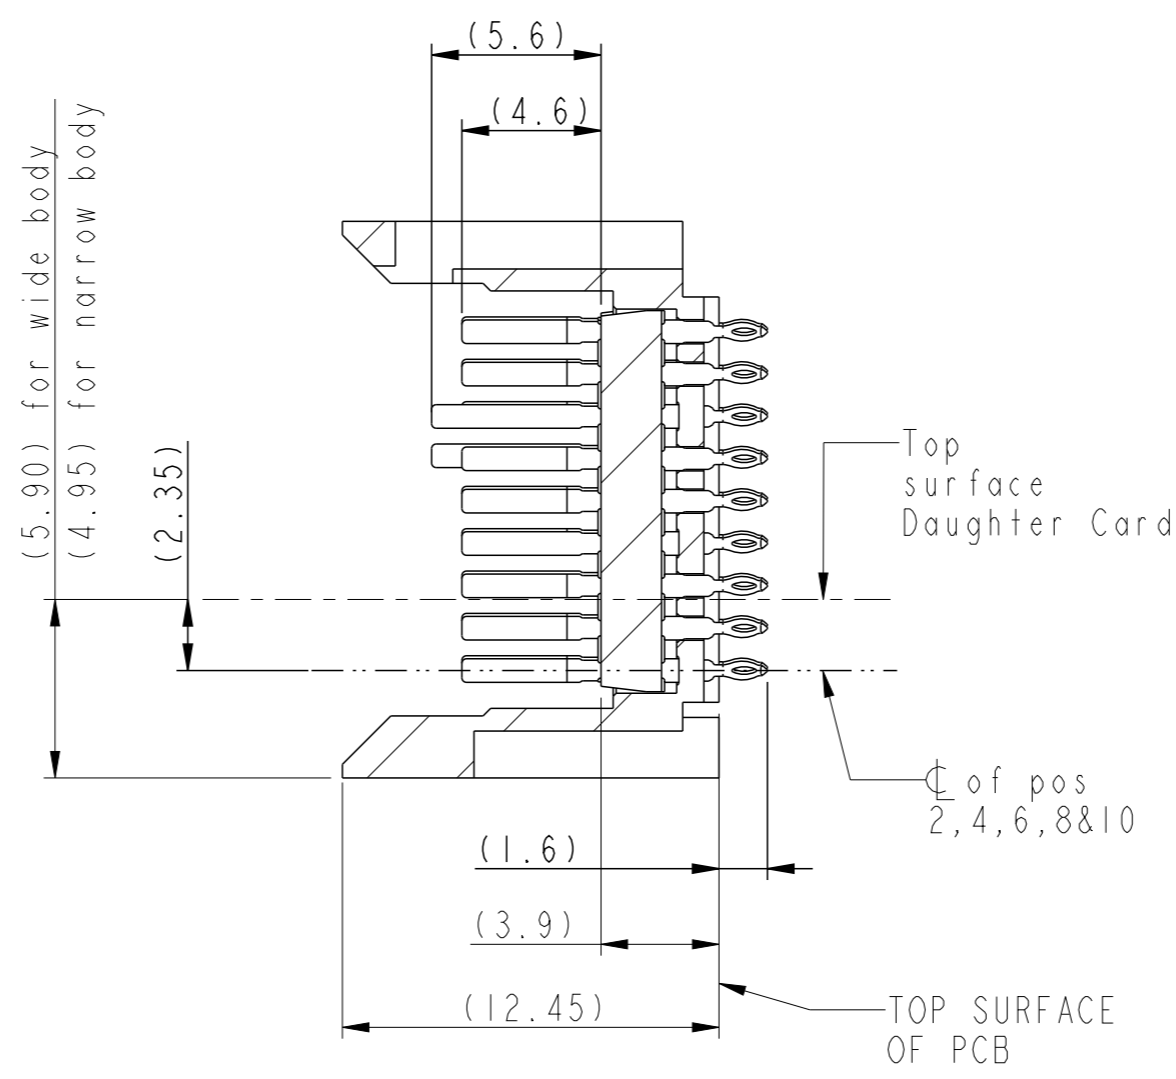 (5.6)
(4.6)
(5.90) for wide body
(4.95) for narrow body
(2.35)
Top
surface
Daughter Card
℄ of pos
2,4,6,8&10
(1.6)
(3.9)
(12.45)
TOP SURFACE
OF PCB